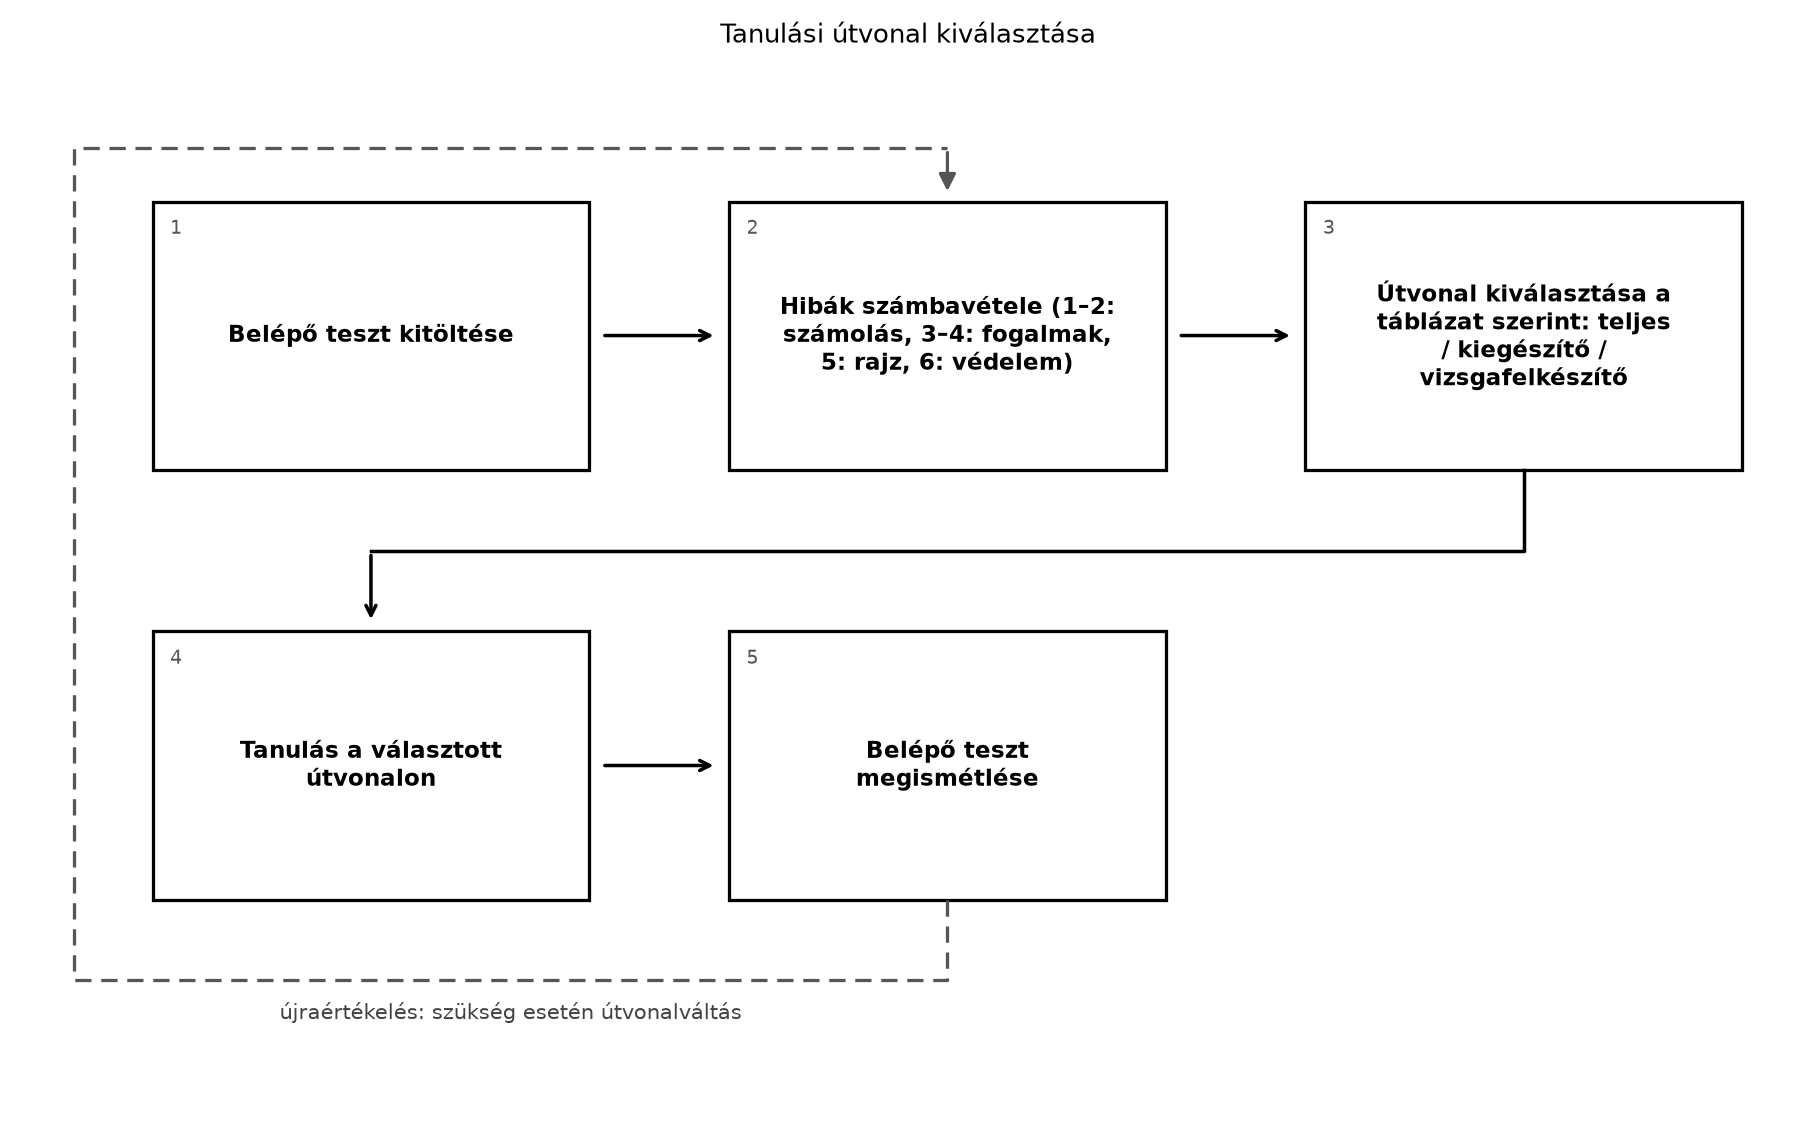 Tanulási útvonal kiválasztása
1
Belépő teszt kitöltése
2
Hibák számbavétele (1–2:
számolás, 3–4: fogalmak,
5: rajz, 6: védelem)
3
Útvonal kiválasztása a
táblázat szerint: teljes
/ kiegészítő /
vizsgafelkészítő
4
Tanulás a választott
útvonalon
5
Belépő teszt
megismétlése
újraértékelés: szükség esetén útvonalváltás